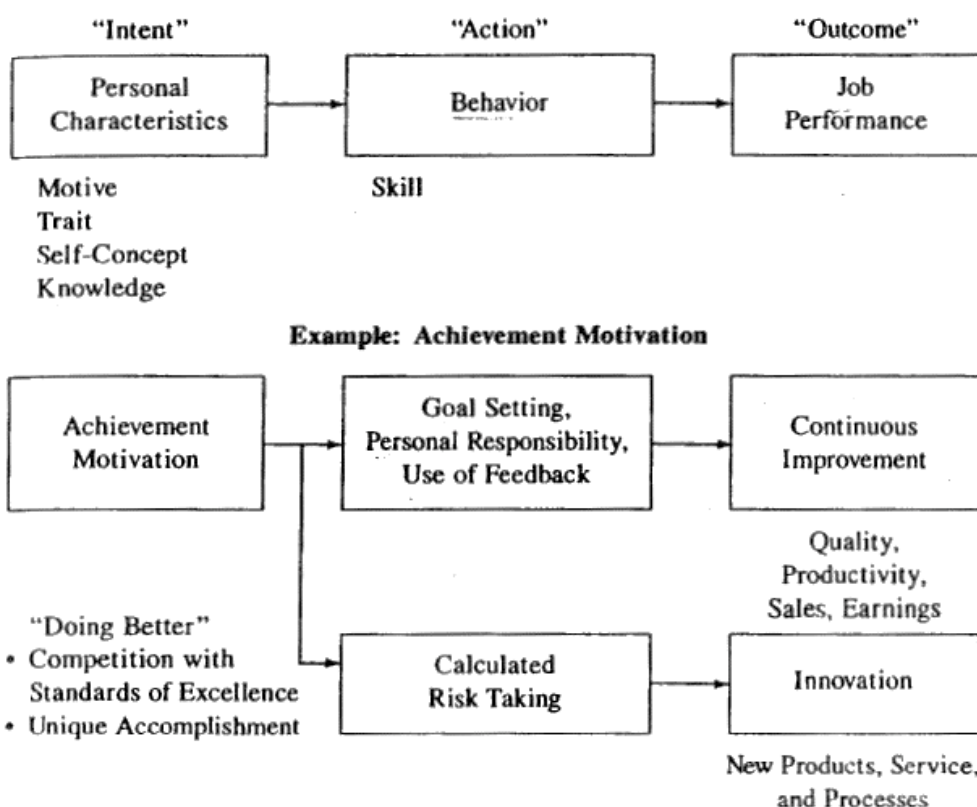 “Intent”
“Action”
“Outcome”
Personal
Characteristics
Behavior
Job
Performance
Motive
Trait
Self-Concept
Knowledge
Skill
Example: Achievement Motivation
Achievement
Motivation
Goal Setting,
Personal Responsibility,
Use of Feedback
Continuous
Improvement
Quality,
Productivity,
Sales, Earnings
“Doing Better”
• Competition with
Standards of Excellence
• Unique Accomplishment
Calculated
Risk Taking
Innovation
New Products, Service,
and Processes